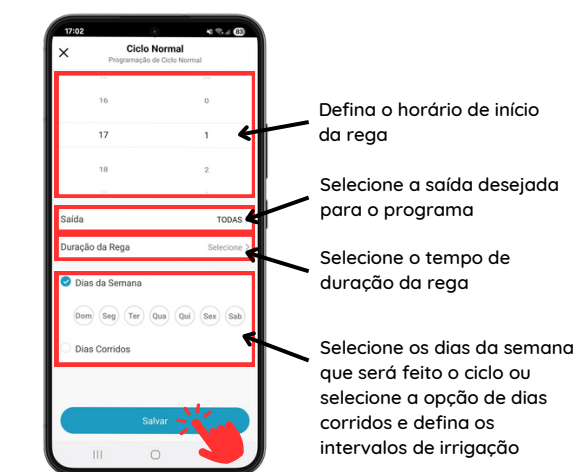 17:02
Ciclo Normal
Programação de Ciclo Normal
16 0
17 1
18 2
Saída TODAS
Duração da Rega Selecione
Dias da Semana
Dom Seg Ter Qua Qui Sex Sab
Dias Corridos
Salvar
Defina o horário de início
da rega
Selecione a saída desejada
para o programa
Selecione o tempo de
duração da rega
Selecione os dias da semana
que será feito o ciclo ou
selecione a opção de dias
corridos e defina os
intervalos de irrigação